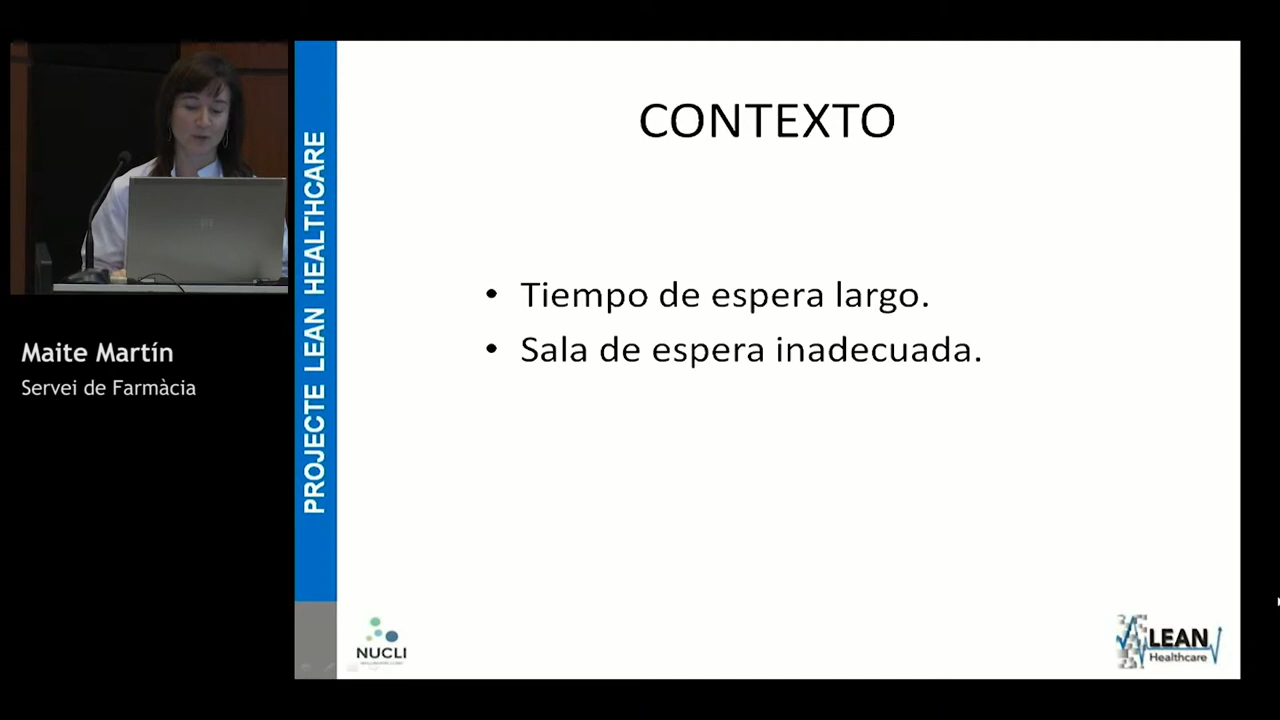 Maite Martín
Servei de Farmàcia
PROJECTE LEAN HEALTHCARE
CONTEXTO
• Tiempo de espera largo.
• Sala de espera inadecuada.
NUCLI
LEAN
Healthcare